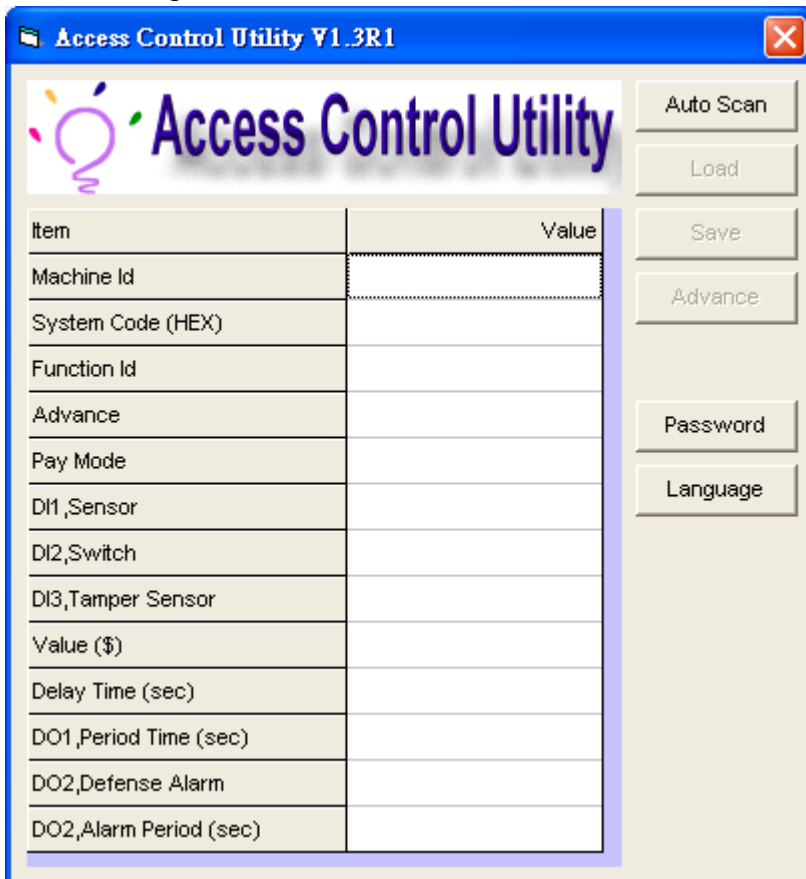 Access Control Utility V1.3R1
Access Control Utility
Auto Scan
Load
Save
Advance
Password
Language
Item Value
Machine Id
System Code (HEX)
Function Id
Advance
Pay Mode
DI1,Sensor
DI2,Switch
DI3,Tamper Sensor
Value ($)
Delay Time (sec)
DO1,Period Time (sec)
DO2,Defense Alarm
DO2,Alarm Period (sec)